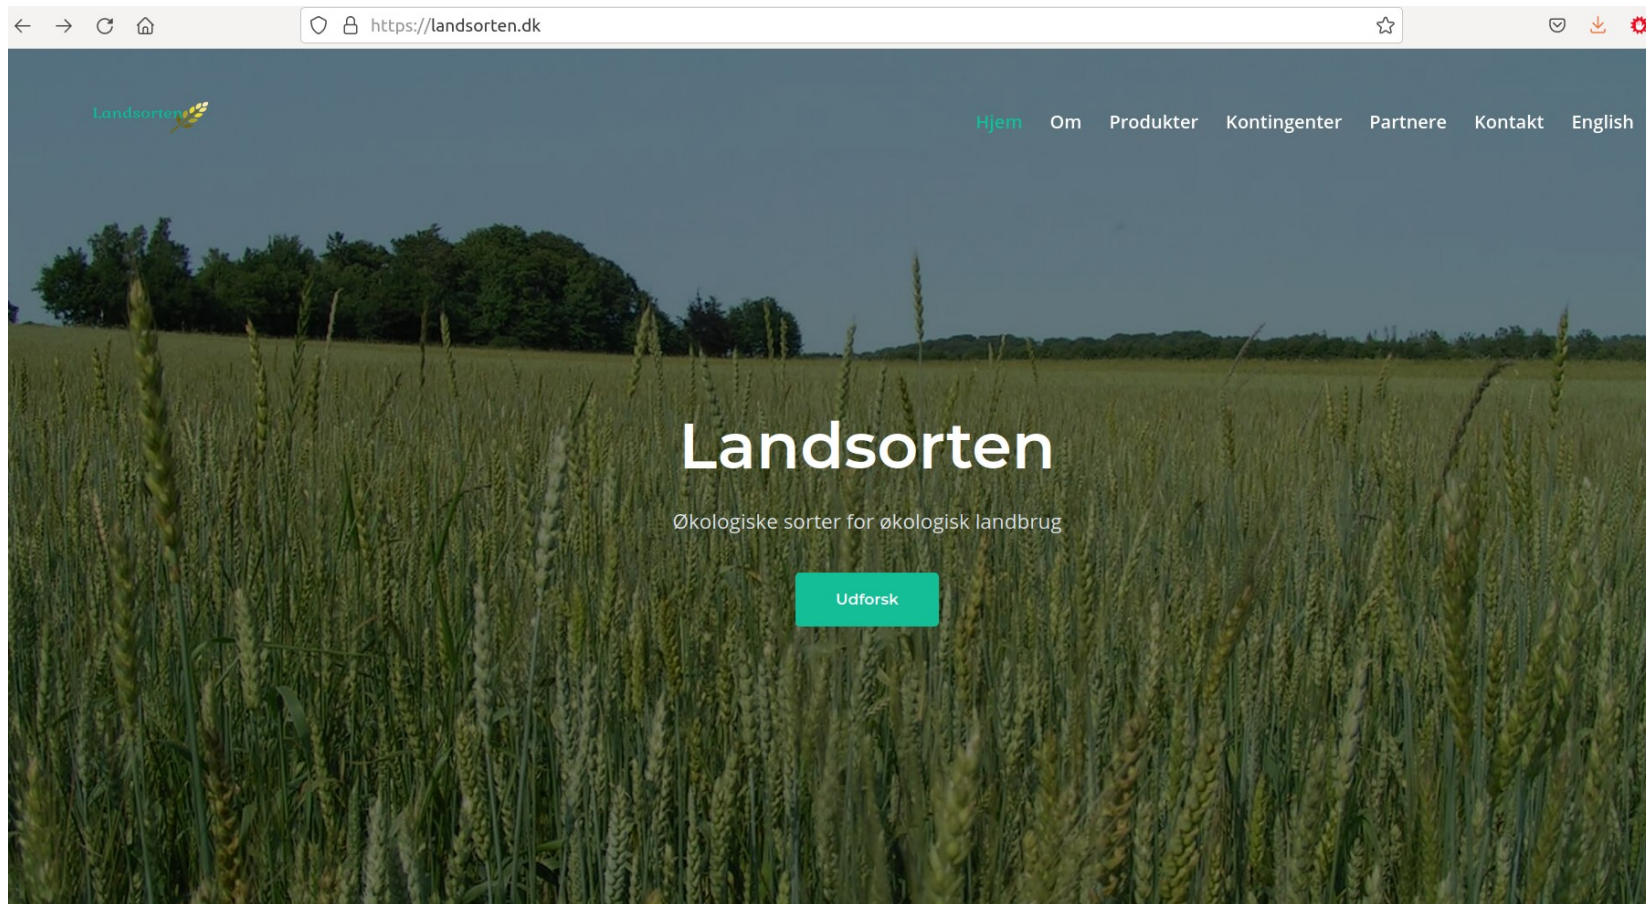 https://landsorten.dk
Landsorten
Hjem Om Produkter Kontingenter Partnere Kontakt English
Landsorten
Økologiske sorter for økologisk landbrug
Udforsk